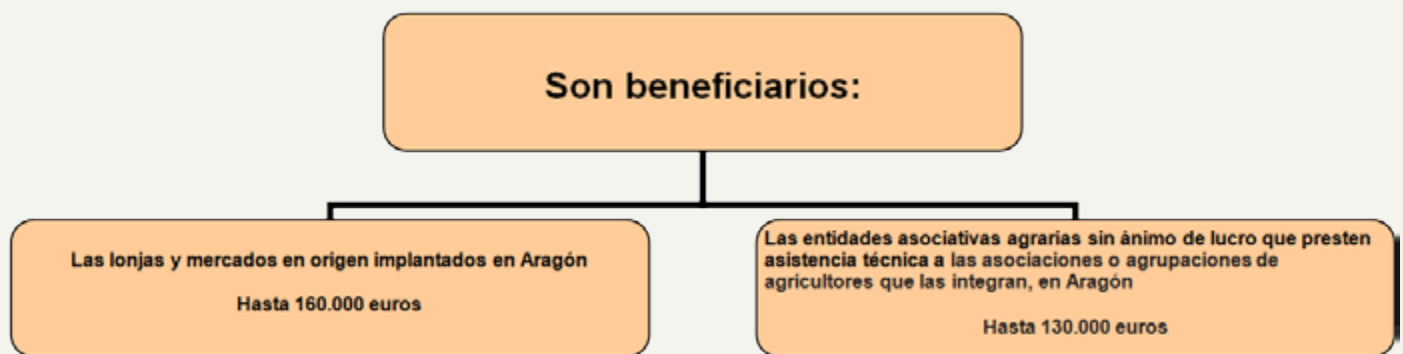 Son beneficiarios:
Las lonjas y mercados en origen implantados en Aragón
Hasta 160.000 euros
Las entidades asociativas agrarias sin ánimo de lucro que presten
asistencia técnica a las asociaciones o agrupaciones de
agricultores que las integran, en Aragón
Hasta 130.000 euros